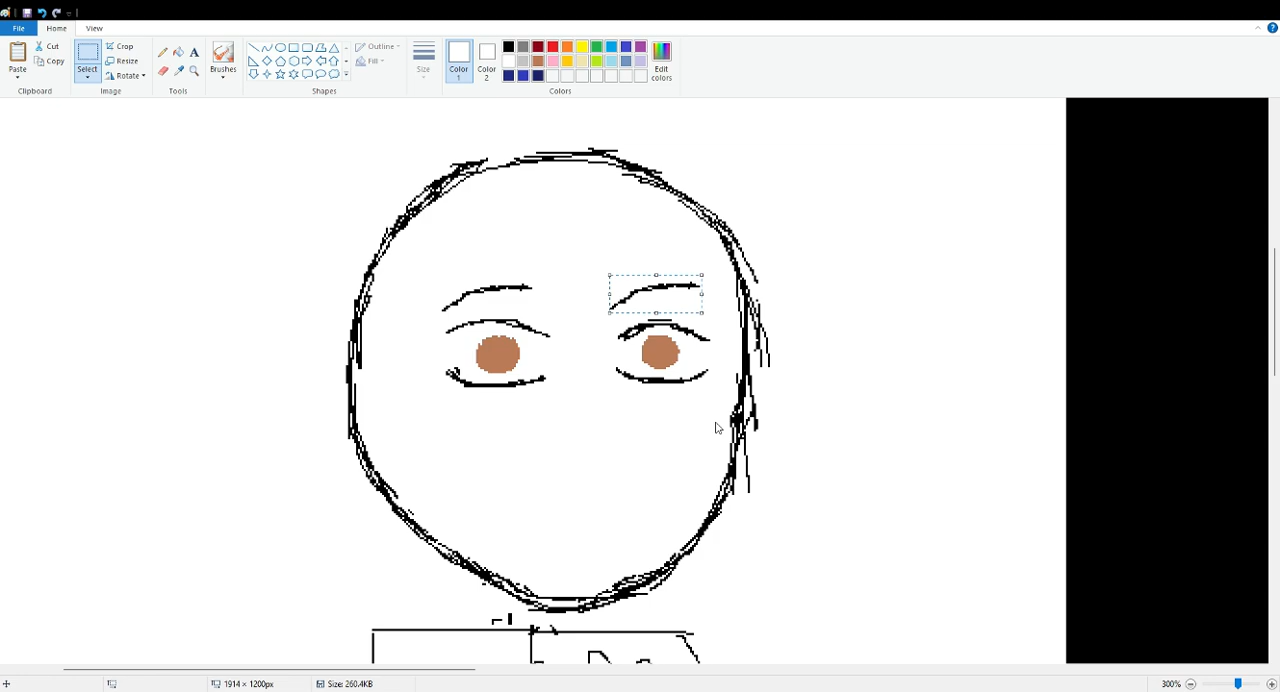 File
Home
View
Paste
Cut
Copy
Clipboard
Select
Crop
Resize
Rotate
Image
A
Tools
Brushes
Outline
Fill
Shapes
Size
Color
1
Color
2
Edit
colors
Colors
1914 × 1200px
Size: 260.4KB
300%